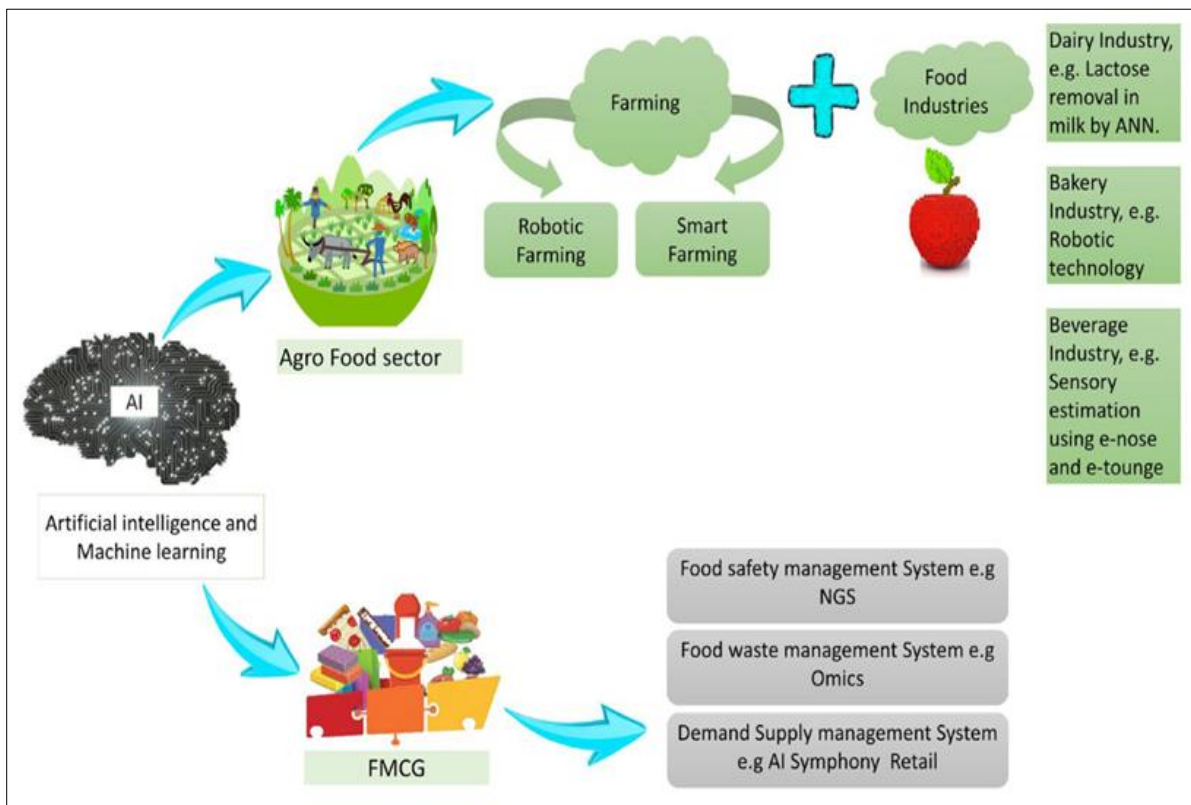 Farming
Food
Industries
Robotic
Farming
Smart
Farming
Dairy Industry,
e.g. Lactose
removal in
milk by ANN.
Bakery
Industry, e.g.
Robotic
technology
Beverage
Industry, e.g.
Sensory
estimation
using e-nose
and e-tounge
Agro Food sector
AI
Artificial intelligence and
Machine learning
Food safety management System e.g
NGS
Food waste management System e.g
Omics
Demand Supply management System
e.g AI Symphony Retail
FMCG